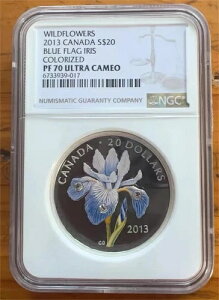 WILDFLOWERS
2013 CANADA S$20
BLUE FLAG IRIS
COLORIZED
PF 70 ULTRA CAMEO
6733939-017
NUMISMATIC GUARANTY COMPANY
NGC
CANADA · 20 DOLLARS
2013